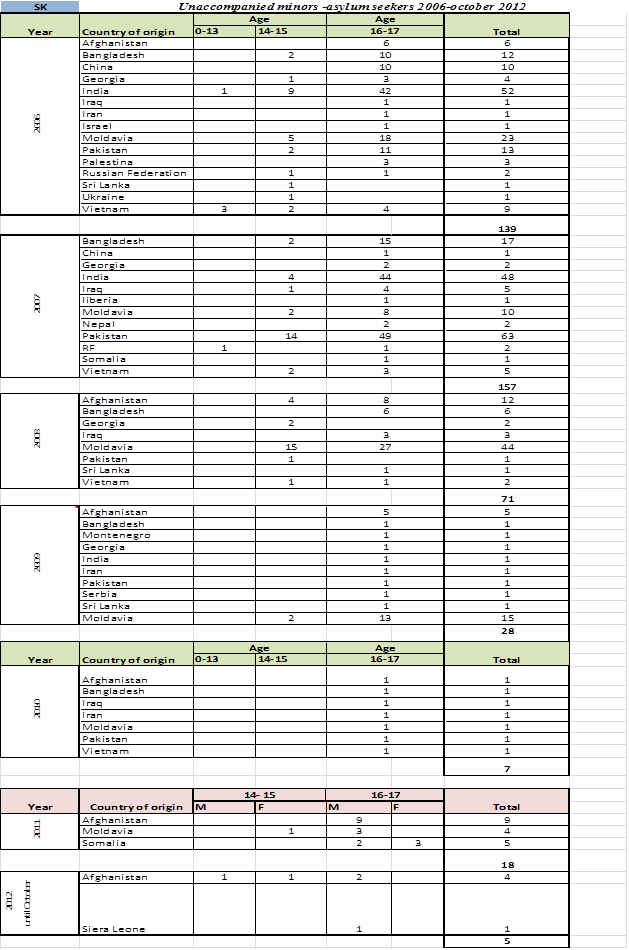 SK Unaccompanied minors -asylum seekers 2006-october 2012
Age Age
Year Country of origin 0-13 14-15 16-17 Total
2006
Afghanistan 6 6
Bangladesh 2 10 12
China 10 10
Georgia 1 3 4
India 1 9 42 52
Iraq 1 1
Iran 1 1
Israel 1 1
Moldavia 5 18 23
Pakistan 2 11 13
Palestina 3 3
Russian Federation 1 1 2
Sri Lanka 1 1
Ukraine 1 1
Vietnam 3 2 4 9
139
2007
Bangladesh 2 15 17
China 1 1
Georgia 2 2
India 4 44 48
Iraq 1 4 5
liberia 1 1
Moldavia 2 8 10
Nepal 2 2
Pakistan 14 49 63
RF 1 1 2
Somalia 1 1
Vietnam 2 3 5
157
2008
Afghanistan 4 8 12
Bangladesh 6 6
Georgia 2 2
Iraq 3 3
Moldavia 15 27 44
Pakistan 1 1
Sri Lanka 1 1
Vietnam 1 1 2
71
2009
Afghanistan 5 5
Bangladesh 1 1
Montenegro 1 1
Georgia 1 1
India 1 1
Iran 1 1
Pakistan 1 1
Serbia 1 1
Sri Lanka 1 1
Moldavia 2 13 15
28
Age Age
Year Country of origin 0-13 14-15 16-17 Total
2010
Afghanistan 1 1
Bangladesh 1 1
Iraq 1 1
Iran 1 1
Moldavia 1 1
Pakistan 1 1
Vietnam 1 1
7
14- 15 16-17
Year Country of origin M F M F Total
2011
Afghanistan 9 9
Moldavia 1 3 4
Somalia 2 3 5
18
2012
until October
Afghanistan 1 1 2 4
Siera Leone 1 1
5